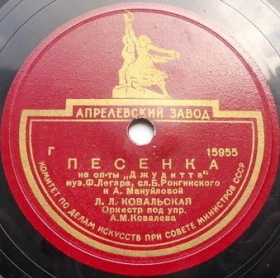 АПРЕЛЕВСКИЙ ЗАВОД
Г 15955
ПЕСЕНКА
из оп-ты „Джудитта"
муз. Ф. Легара, сл. Б. Ронгинского
и А. Мануйловой
Л. Л. КОВАЛЬСКАЯ
Оркестр под упр.
А. М. Ковалева
КОМИТЕТ ПО ДЕЛАМ ИСКУССТВ ПРИ СОВЕТЕ МИНИСТРОВ СССР